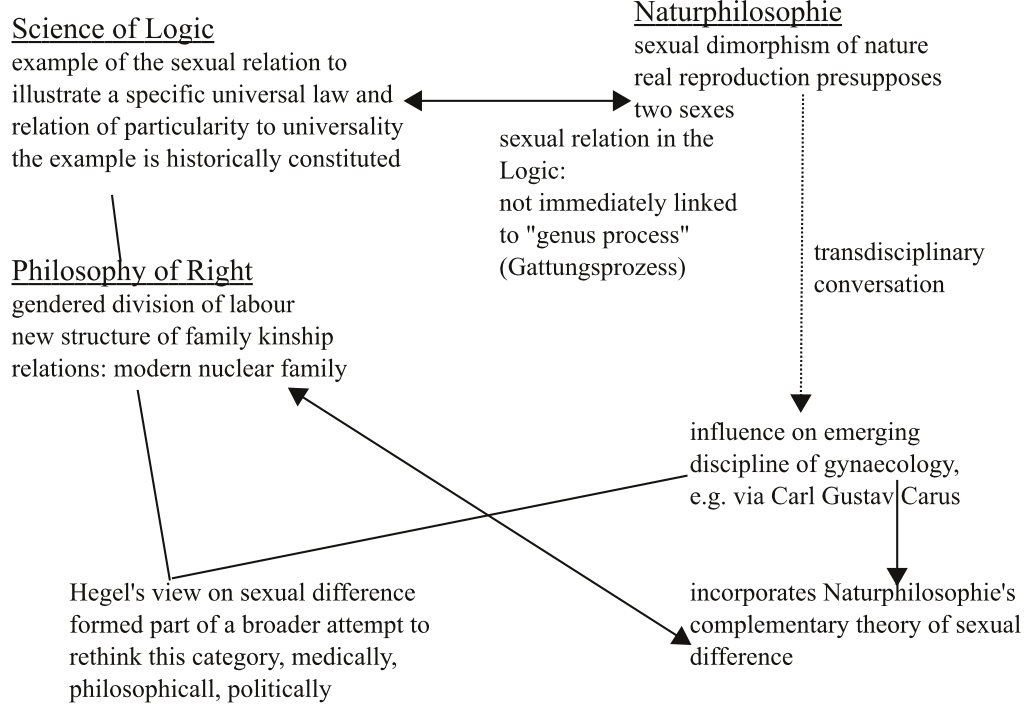 Science of Logic
example of the sexual relation to
illustrate a specific universal law and
relation of particularity to universality
the example is historically constituted
Naturphilosophie
sexual dimorphism of nature
real reproduction presupposes
two sexes
sexual relation in the
Logic:
not immediately linked
to "genus process"
(Gattungsprozess)
transdisciplinary
conversation
Philosophy of Right
gendered division of labour
new structure of family kinship
relations: modern nuclear family
influence on emerging
discipline of gynaecology,
e.g. via Carl Gustav Carus
Hegel's view on sexual difference
formed part of a broader attempt to
rethink this category, medically,
philosophicall, politically
incorporates Naturphilosophie's
complementary theory of sexual
difference